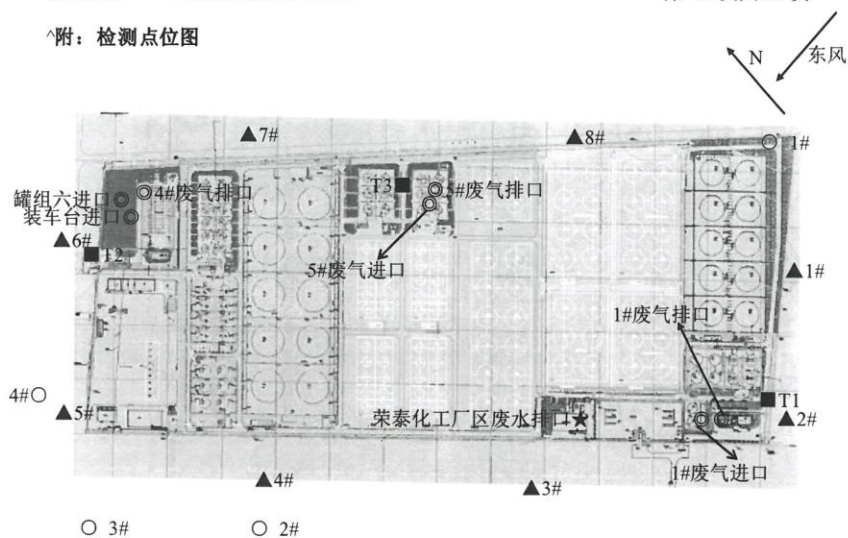 ^附：检测点位图
N
东风
▲7#
▲8#
○ 1#
罐组六进口◎
◎4#废气排口
T3■
◎5#废气排口
装车台进口◎
▲6#
■T2
5#废气进口
▲1#
1#废气排口
4#○
▲5#
荣泰化工厂区废水排口★
■T1
▲2#
1#废气进口
▲4#
▲3#
○ 3#
○ 2#